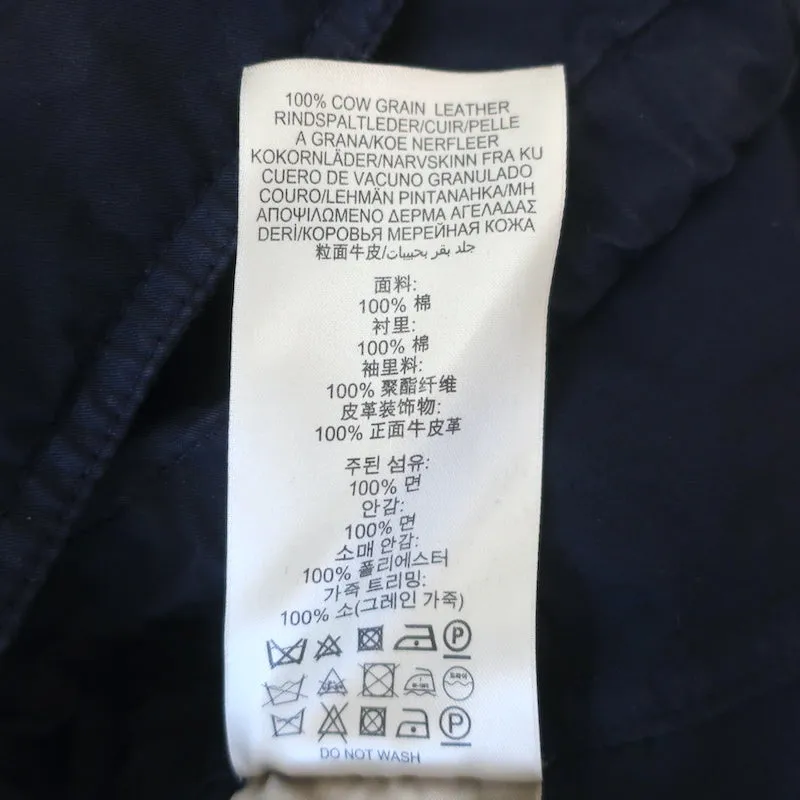 100% COW GRAIN LEATHER
RINDSPALTLEDER/CUIR/PELLE
A GRANA/KOE NERFLEER
KOKORNLÄDER/NARVSKINN FRA KU
CUERO DE VACUNO GRANULADO
COURO/LEHMÄN PINTANAHKA/ΜΗ
ΑΠΟΨΙΛΩΜΕΝΟ ΔΕΡΜΑ ΑΓΕΛΑΔΑΣ
DERİ/КОРОВЬЯ МЕРЕЙНАЯ КОЖА
粒面牛皮/جلد بقر بحبيبات
面料:
100% 棉
衬里:
100% 棉
袖里料:
100% 聚酯纤维
皮革装饰物:
100% 正面牛皮革
주된 섬유:
100% 면
안감:
100% 면
소매 안감:
100% 폴리에스터
가죽 트리밍:
100% 소(그레인 가죽)
P
드라이
P
DO NOT WASH